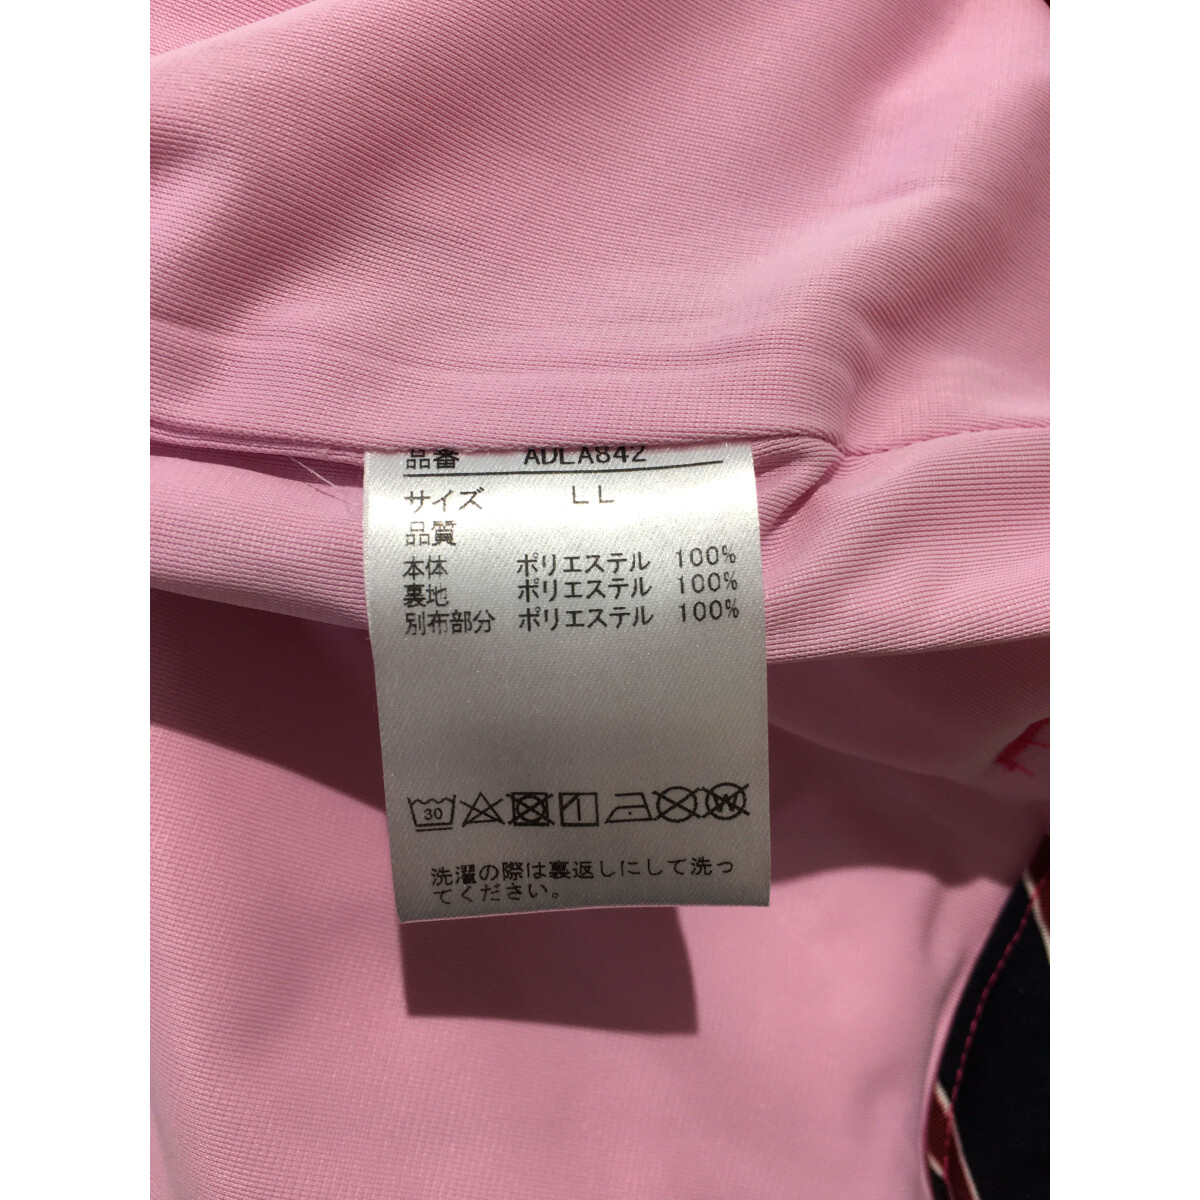 品番 ADLA842
サイズ LL
品質
本体 ポリエステル 100%
裏地 ポリエステル 100%
別布部分 ポリエステル 100%
30 W
洗濯の際は裏返しにして洗っ
てください。